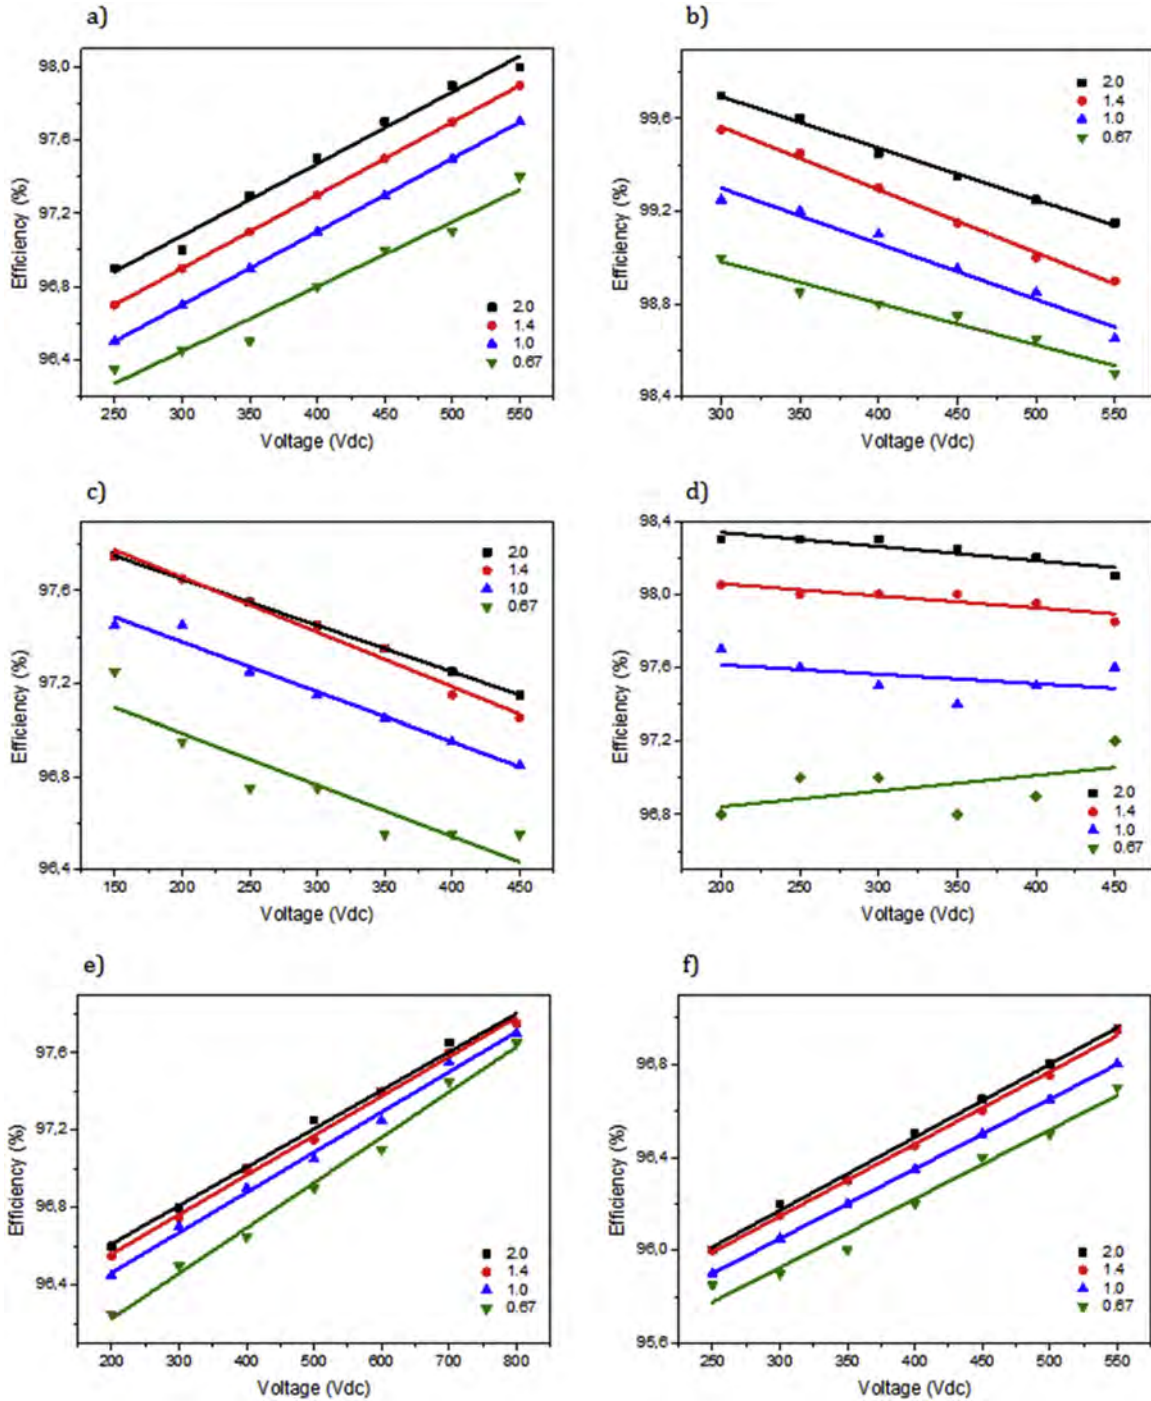 a)
98,0
97,6
97,2
96,8
96,4
Efficiency (%)
250 300 350 400 450 500 550
Voltage (Vdc)
2.0
1.4
1.0
0.67
b)
99,6
99,2
98,8
98,4
Efficiency (%)
300 350 400 450 500 550
Voltage (Vdc)
2.0
1.4
1.0
0.67
c)
97,6
97,2
96,8
96,4
Efficiency (%)
150 200 250 300 350 400 450
Voltage (Vdc)
2.0
1.4
1.0
0.67
d)
98,4
98,0
97,6
97,2
96,8
Efficiency (%)
200 250 300 350 400 450
Voltage (Vdc)
2.0
1.4
1.0
0.67
e)
97,6
97,2
96,8
96,4
Efficiency (%)
200 300 400 500 600 700 800
Voltage (Vdc)
2.0
1.4
1.0
0.67
f)
96,8
96,4
96,0
95,6
Efficiency (%)
250 300 350 400 450 500 550
Voltage (Vdc)
2.0
1.4
1.0
0.67